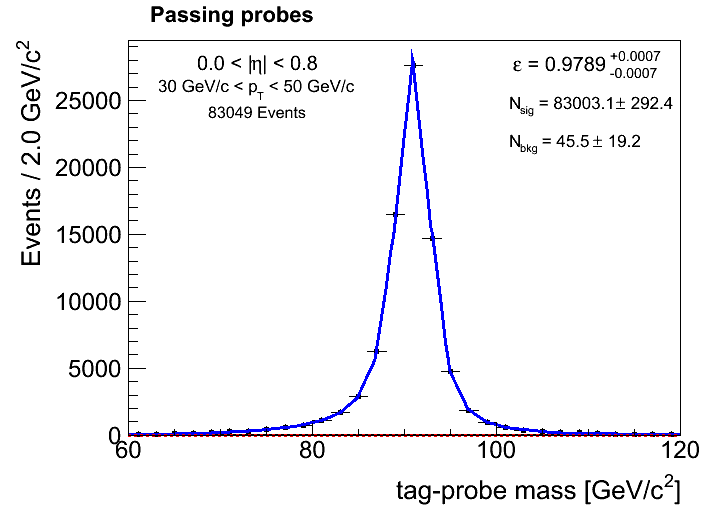 Passing probes
0.0 < |η| < 0.8
30 GeV/c < p_T < 50 GeV/c
83049 Events
ε = 0.9789 +0.0007 -0.0007
N_sig = 83003.1 ± 292.4
N_bkg = 45.5 ± 19.2
Events / 2.0 GeV/c²
25000
20000
15000
10000
5000
0
60 80 100 120
tag-probe mass [GeV/c²]